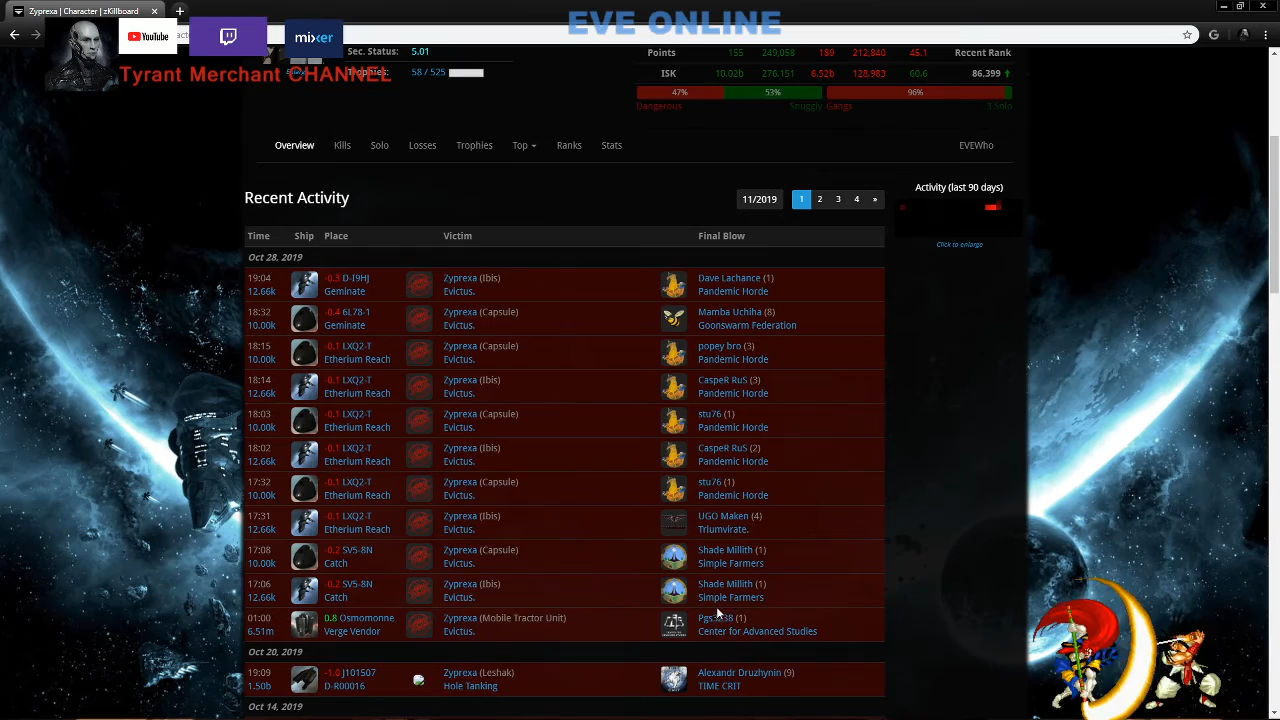 Zyprexa | Character | zKillboard
EVE ONLINE
YouTube
mixer
Tyrant Merchant CHANNEL
Sec. Status: 5.01
Trophies: 58 / 525
Points 155 249,058 189 212,840 45.1 Recent Rank
ISK 10.02b 276,151 6.52b 128,983 60.6 86,399
47% 53% 96%
Dangerous Snuggly Gangs 3 Solo
Overview Kills Solo Losses Trophies Top Ranks Stats EVEWho
Recent Activity 11/2019 1 2 3 4 »
Activity (last 90 days)
Click to enlarge
Time Ship Place Victim Final Blow
Oct 28, 2019
19:04 -0.3 D-I9HJ Zyprexa (Ibis) Dave Lachance (1)
12.66k Geminate Evictus. Pandemic Horde
18:32 -0.4 6L78-1 Zyprexa (Capsule) Mamba Uchiha (8)
10.00k Geminate Evictus. Goonswarm Federation
18:15 -0.1 LXQ2-T Zyprexa (Capsule) popey bro (3)
10.00k Etherium Reach Evictus. Pandemic Horde
18:14 -0.1 LXQ2-T Zyprexa (Ibis) CaspeR RuS (3)
12.66k Etherium Reach Evictus. Pandemic Horde
18:03 -0.1 LXQ2-T Zyprexa (Capsule) stu76 (1)
10.00k Etherium Reach Evictus. Pandemic Horde
18:02 -0.1 LXQ2-T Zyprexa (Ibis) CaspeR RuS (2)
12.66k Etherium Reach Evictus. Pandemic Horde
17:32 -0.1 LXQ2-T Zyprexa (Capsule) stu76 (1)
10.00k Etherium Reach Evictus. Pandemic Horde
17:31 -0.1 LXQ2-T Zyprexa (Ibis) UGO Maken (4)
12.66k Etherium Reach Evictus. Triumvirate.
17:08 -0.2 SV5-8N Zyprexa (Capsule) Shade Millith (1)
10.00k Catch Evictus. Simple Farmers
17:06 -0.2 SV5-8N Zyprexa (Ibis) Shade Millith (1)
12.66k Catch Evictus. Simple Farmers
01:00 0.8 Osmomonne Zyprexa (Mobile Tractor Unit) (1)
6.51m Verge Vendor Evictus. Center for Advanced Studies
Oct 20, 2019
19:09 -1.0 J101507 Zyprexa (Leshak) Alexandr Druzhynin (9)
1.50b D-R00016 Hole Tanking TIME CRIT
Oct 14, 2019